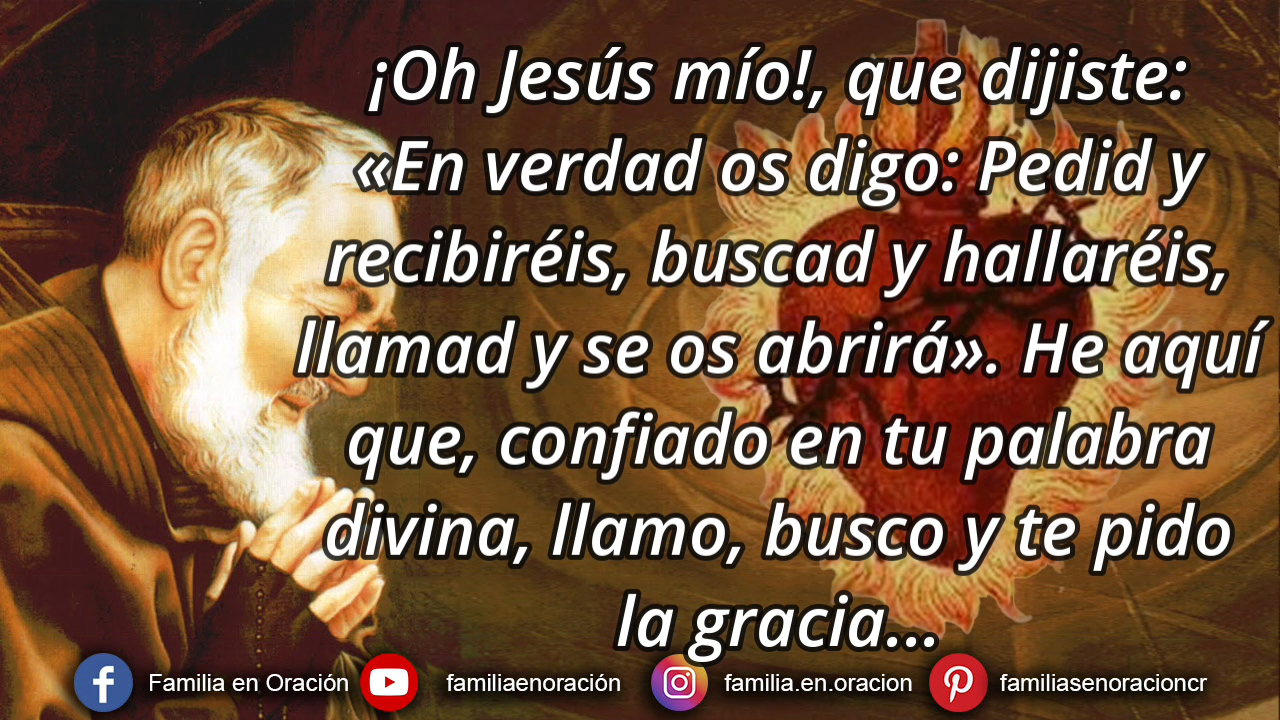 ¡Oh Jesús mío!, que dijiste:
«En verdad os digo: Pedid y
recibiréis, buscad y hallaréis,
llamad y se os abrirá». He aquí
que, confiado en tu palabra
divina, llamo, busco y te pido
la gracia...
Familia en Oración familiaenoración familia.en.oracion familiasenoracioncr